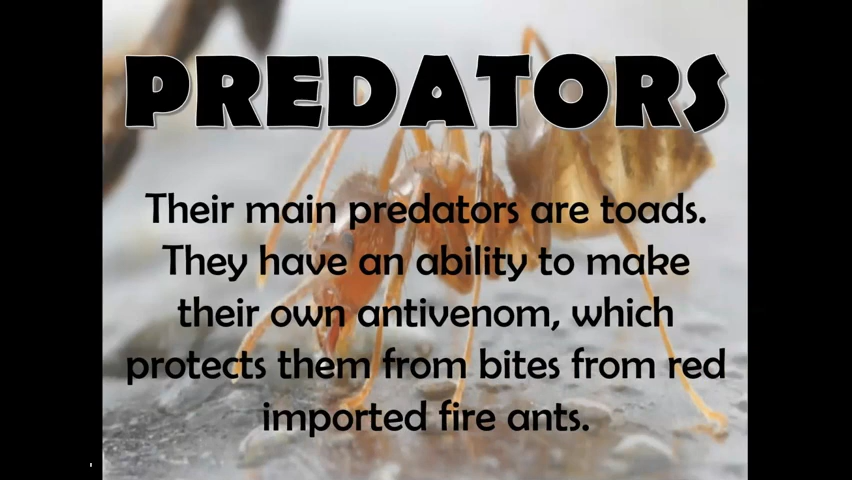 PREDATORS
Their main predators are toads.
They have an ability to make
their own antivenom, which
protects them from bites from red
imported fire ants.